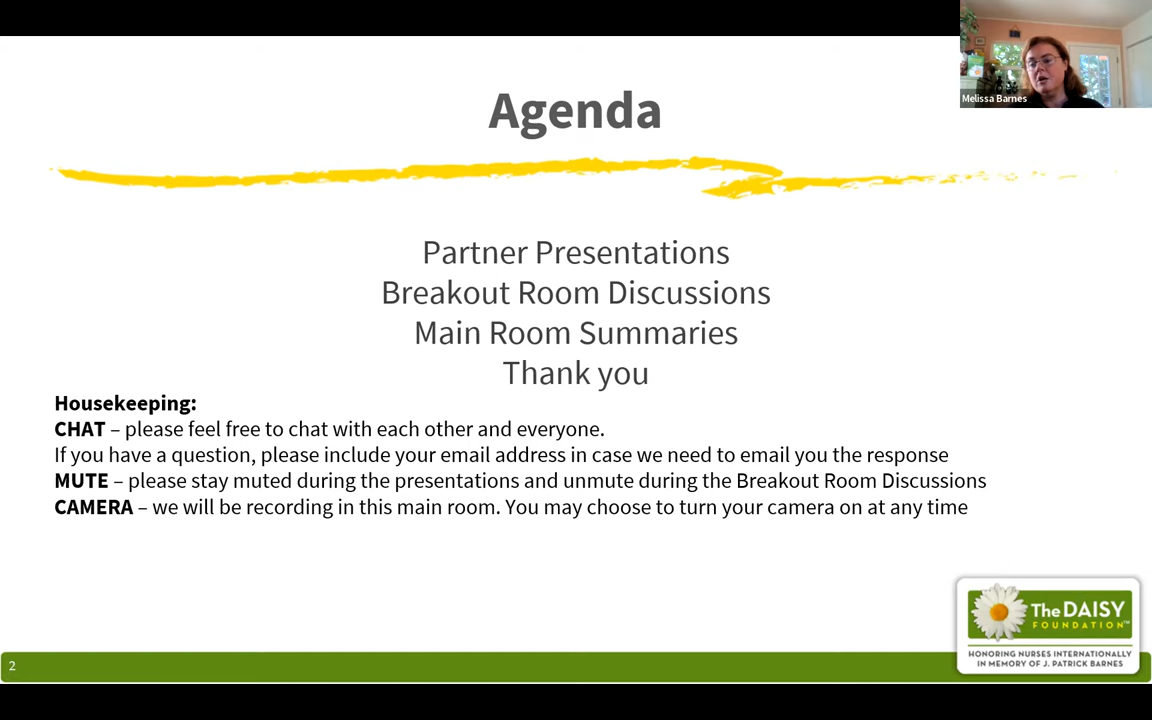 Melissa Barnes
Agenda
Partner Presentations
Breakout Room Discussions
Main Room Summaries
Thank you
Housekeeping:
CHAT – please feel free to chat with each other and everyone.
If you have a question, please include your email address in case we need to email you the response
MUTE – please stay muted during the presentations and unmute during the Breakout Room Discussions
CAMERA – we will be recording in this main room. You may choose to turn your camera on at any time
The DAISY
FOUNDATION™
HONORING NURSES INTERNATIONALLY
IN MEMORY OF J. PATRICK BARNES
2